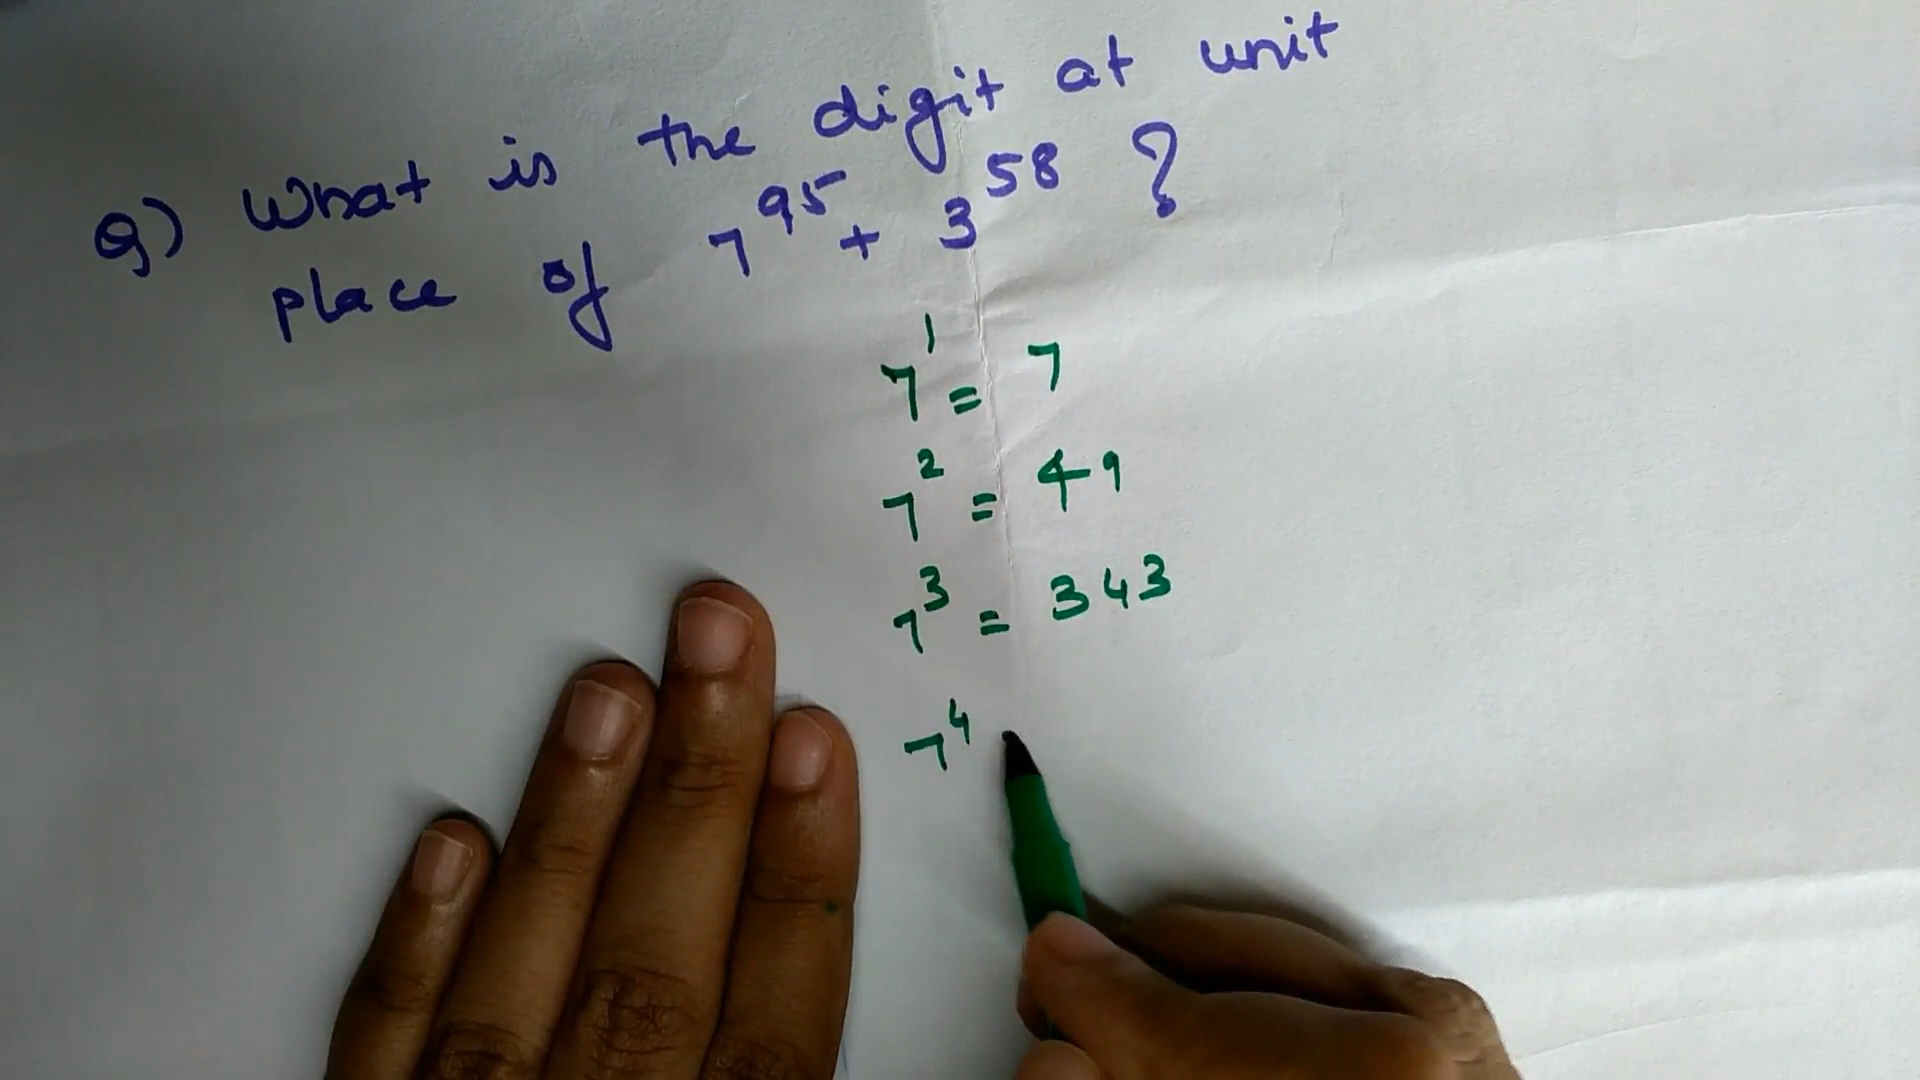 Q) What is the digit at unit
place of 7^95 + 3^58 ?
7^1 = 7
7^2 = 49
7^3 = 343
7^4